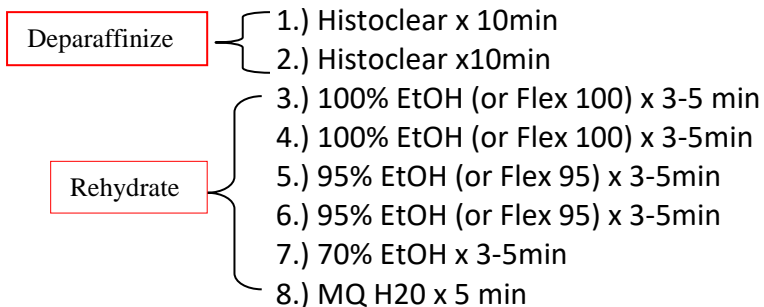 Deparaffinize
1.) Histoclear x 10min
2.) Histoclear x10min
Rehydrate
3.) 100% EtOH (or Flex 100) x 3-5 min
4.) 100% EtOH (or Flex 100) x 3-5min
5.) 95% EtOH (or Flex 95) x 3-5min
6.) 95% EtOH (or Flex 95) x 3-5min
7.) 70% EtOH x 3-5min
8.) MQ H20 x 5 min